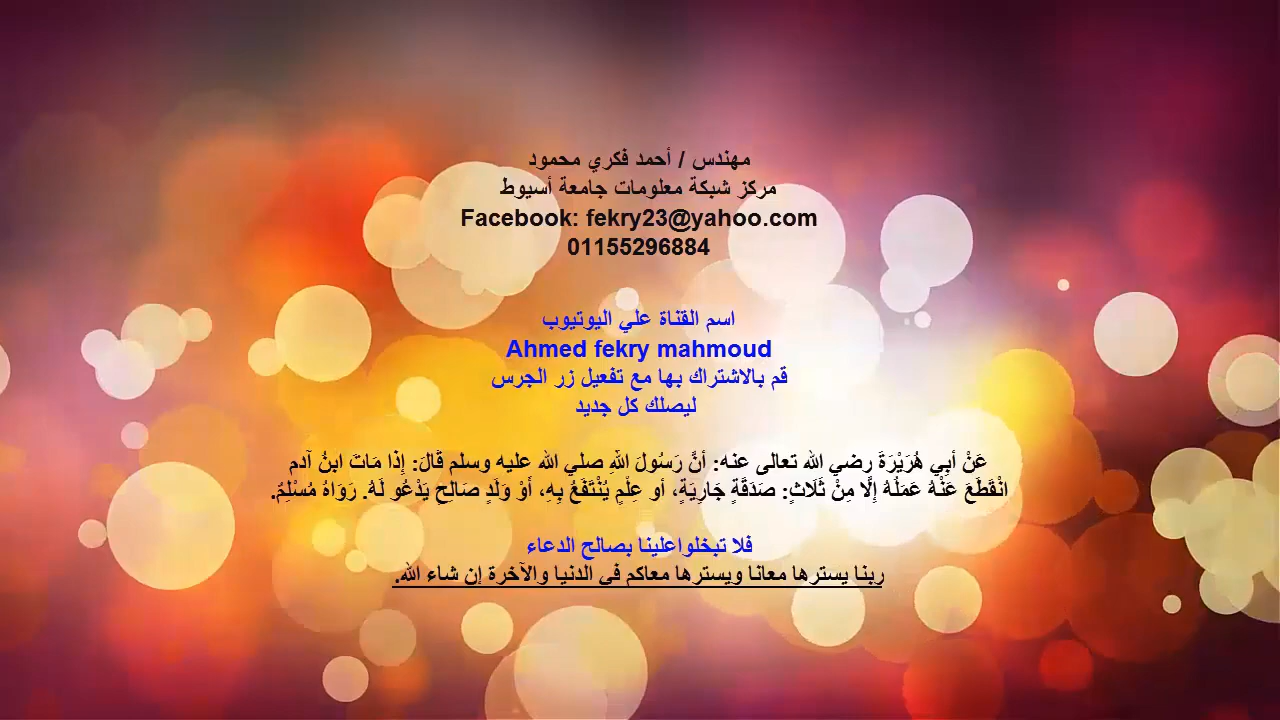 مهندس / أحمد فكري محمود
مركز شبكة معلومات جامعة أسيوط
Facebook: fekry23@yahoo.com
01155296884
اسم القناة علي اليوتيوب
Ahmed fekry mahmoud
قم بالاشتراك بها مع تفعيل زر الجرس
ليصلك كل جديد
عَنْ أبِي هُرَيْرَةَ رضي الله تعالى عنه: أنَّ رَسُولَ اللهِ صلي الله عليه وسلم قَالَ: إِذَا مَاتَ ابنُ آدم
انْقَطَعَ عَنْهُ عَمَلُهُ إِلَّا مِنْ ثَلَاثٍ: صَدَقَةٍ جَارِيَةٍ، أو عِلْمٍ يُنْتَفَعُ بِهِ، أَوْ وَلَدٍ صَالِحٍ يَدْعُو لَهُ. رَوَاهُ مُسْلِمٌ.
فلا تبخلواعلينا بصالح الدعاء
ربنا يسترها معانا ويسترها معاكم في الدنيا والآخرة إن شاء الله.